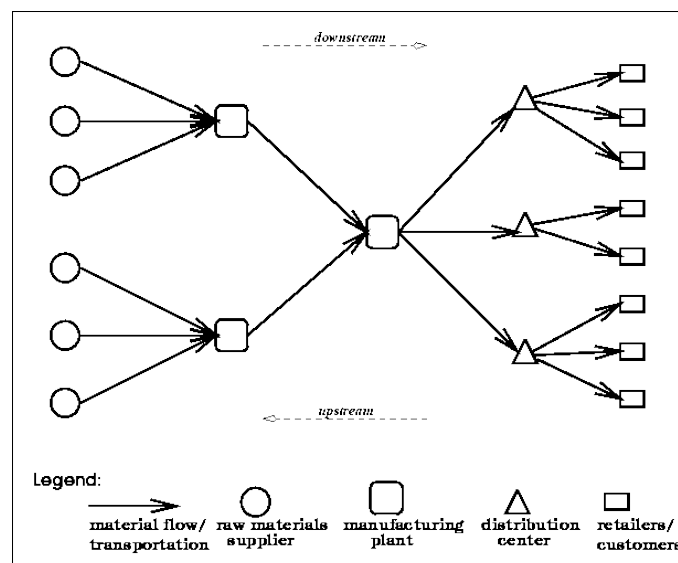 downstream
upstream
Legend:
material flow/
transportation
raw materials
supplier
manufacturing
plant
distribution
center
retailers/
customers